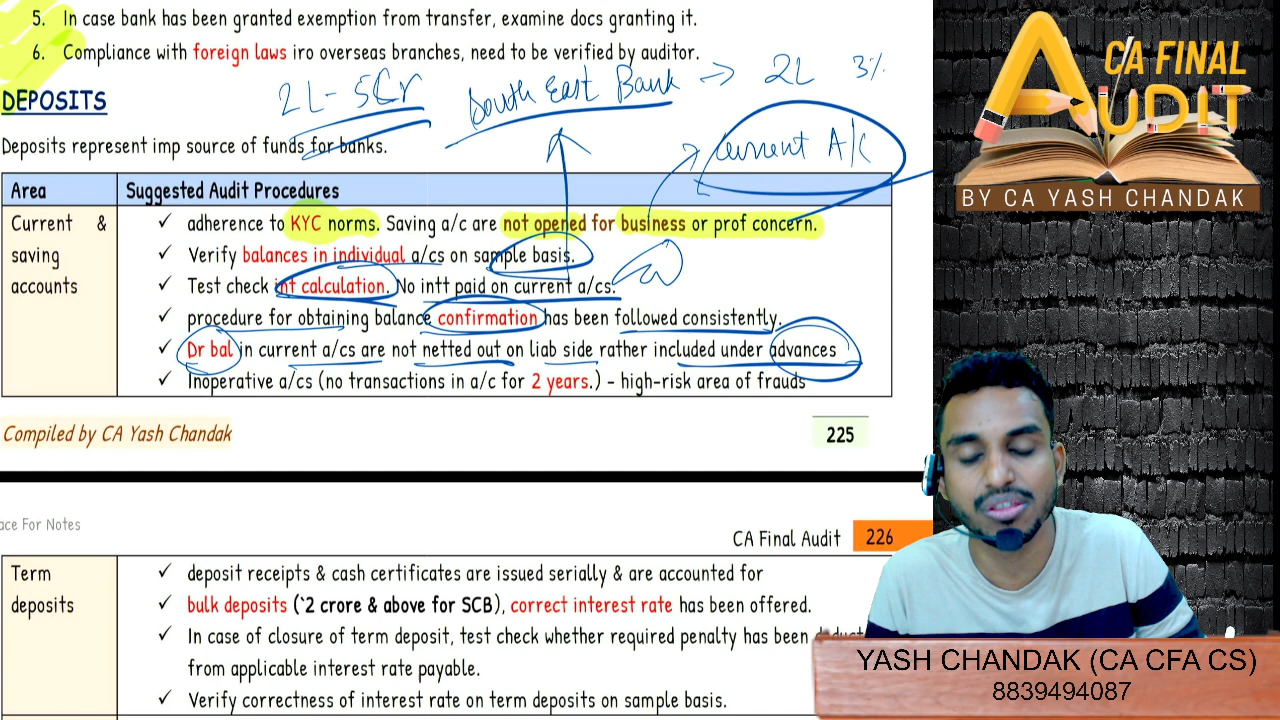 5. In case bank has been granted exemption from transfer, examine docs granting it.
6. Compliance with foreign laws iro overseas branches, need to be verified by auditor.
2L - 5Cr South East Bank → 2L 3%
DEPOSITS
Deposits represent imp source of funds for banks.
current A/c
Area Suggested Audit Procedures
Current & saving accounts
✓ adherence to KYC norms. Saving a/c are not opened for business or prof concern.
✓ Verify balances in individual a/cs on sample basis.
✓ Test check int calculation. No intt paid on current a/cs.
✓ procedure for obtaining balance confirmation has been followed consistently.
✓ Dr bal in current a/cs are not netted out on liab side rather included under advances
✓ Inoperative a/cs (no transactions in a/c for 2 years.) – high-risk area of frauds
Compiled by CA Yash Chandak
225
ace For Notes
CA Final Audit 226
Term deposits
✓ deposit receipts & cash certificates are issued serially & are accounted for
✓ bulk deposits (`2 crore & above for SCB), correct interest rate has been offered.
✓ In case of closure of term deposit, test check whether required penalty has been
from applicable interest rate payable.
✓ Verify correctness of interest rate on term deposits on sample basis.
CA FINAL
AUDIT
BY CA YASH CHANDAK
YASH CHANDAK (CA CFA CS)
8839494087